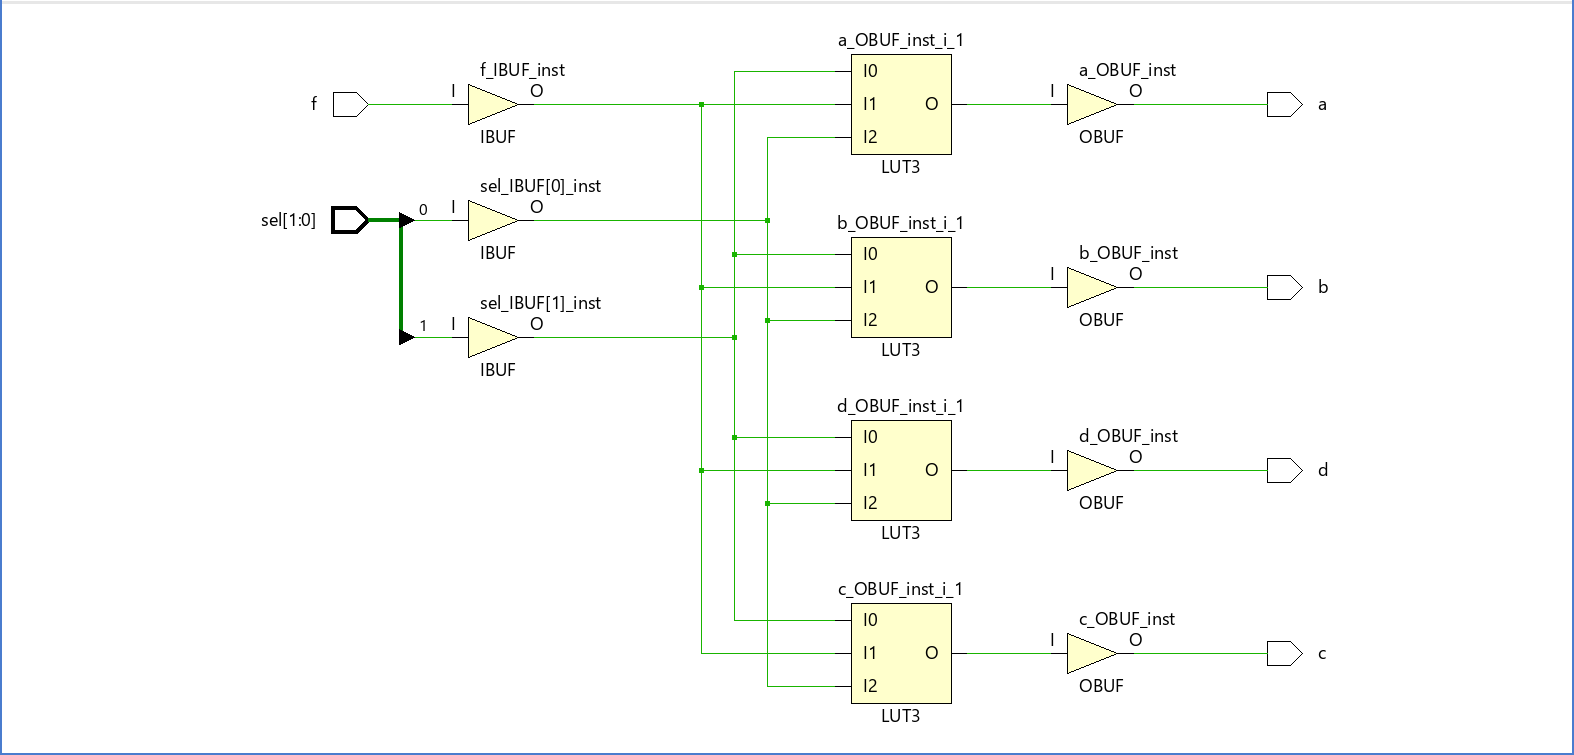 f
I
f_IBUF_inst
O
IBUF
sel[1:0]
0
I
sel_IBUF[0]_inst
O
IBUF
1
I
sel_IBUF[1]_inst
O
IBUF
a_OBUF_inst_i_1
I0
I1
I2
O
LUT3
I
a_OBUF_inst
O
OBUF
a
b_OBUF_inst_i_1
I0
I1
I2
O
LUT3
I
b_OBUF_inst
O
OBUF
b
d_OBUF_inst_i_1
I0
I1
I2
O
LUT3
I
d_OBUF_inst
O
OBUF
d
c_OBUF_inst_i_1
I0
I1
I2
O
LUT3
I
c_OBUF_inst
O
OBUF
c